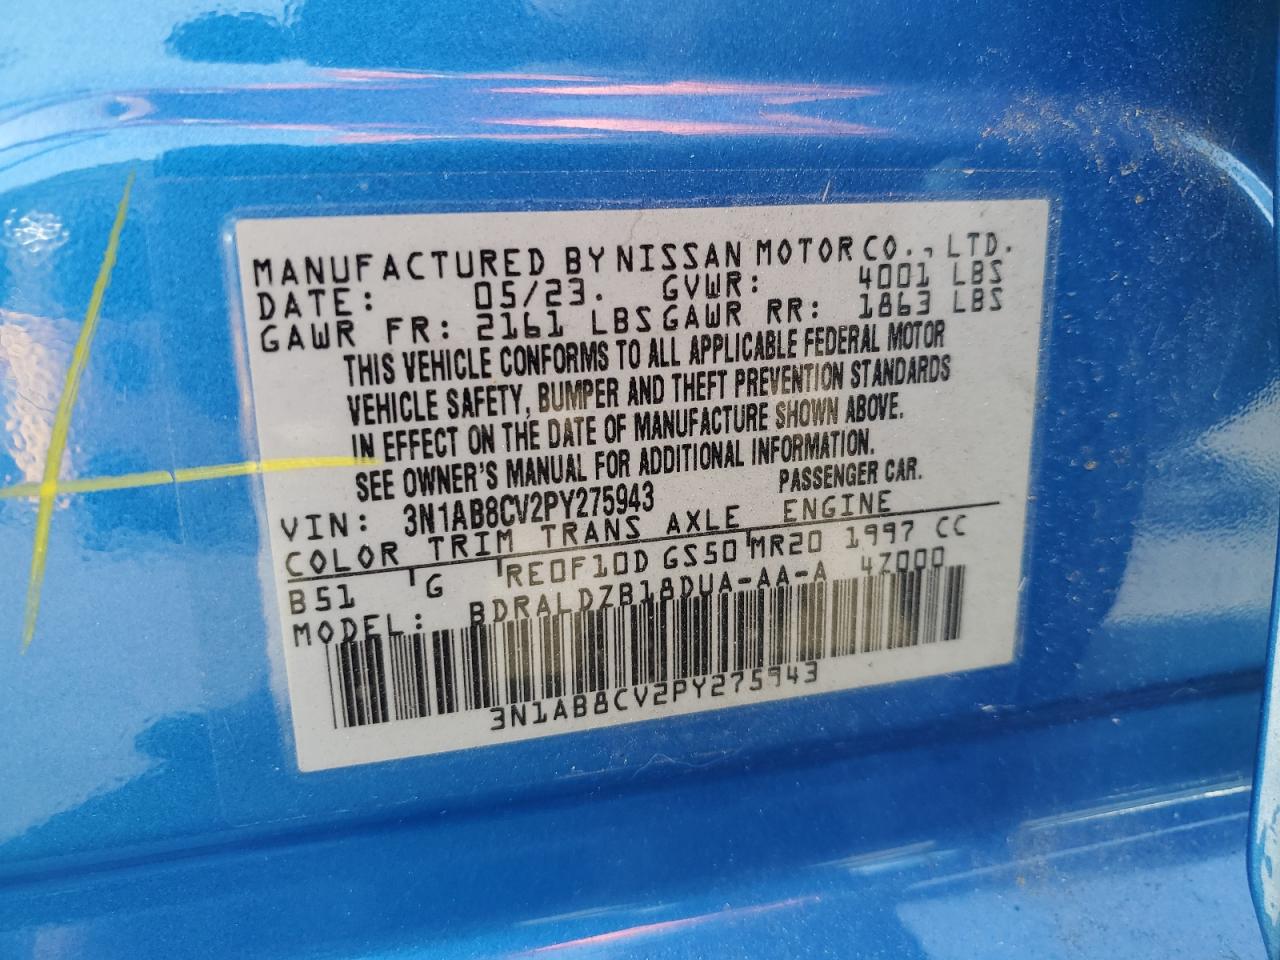 MANUFACTURED BY NISSAN MOTOR CO., LTD.
DATE: 05/23. GVWR: 4001 LBS
GAWR FR: 2161 LBS GAWR RR: 1863 LBS
THIS VEHICLE CONFORMS TO ALL APPLICABLE FEDERAL MOTOR
VEHICLE SAFETY, BUMPER AND THEFT PREVENTION STANDARDS
IN EFFECT ON THE DATE OF MANUFACTURE SHOWN ABOVE.
SEE OWNER'S MANUAL FOR ADDITIONAL INFORMATION.
VIN: 3N1AB8CV2PY275943 PASSENGER CAR.
COLOR TRIM TRANS AXLE ENGINE
B51 G RE0F10D GS50 MR20 1997 CC
MODEL: BDRALDZB18DUA-AA-A 4Z000
3N1AB8CV2PY275943